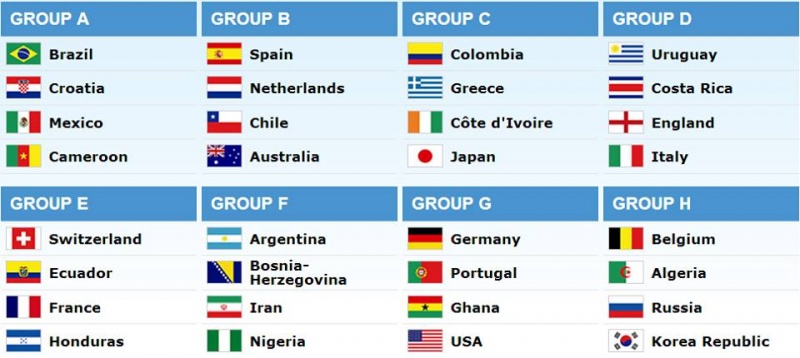 GROUP A
Brazil
Croatia
Mexico
Cameroon
GROUP B
Spain
Netherlands
Chile
Australia
GROUP C
Colombia
Greece
Côte d'Ivoire
Japan
GROUP D
Uruguay
Costa Rica
England
Italy
GROUP E
Switzerland
Ecuador
France
Honduras
GROUP F
Argentina
Bosnia-
Herzegovina
Iran
Nigeria
GROUP G
Germany
Portugal
Ghana
USA
GROUP H
Belgium
Algeria
Russia
Korea Republic